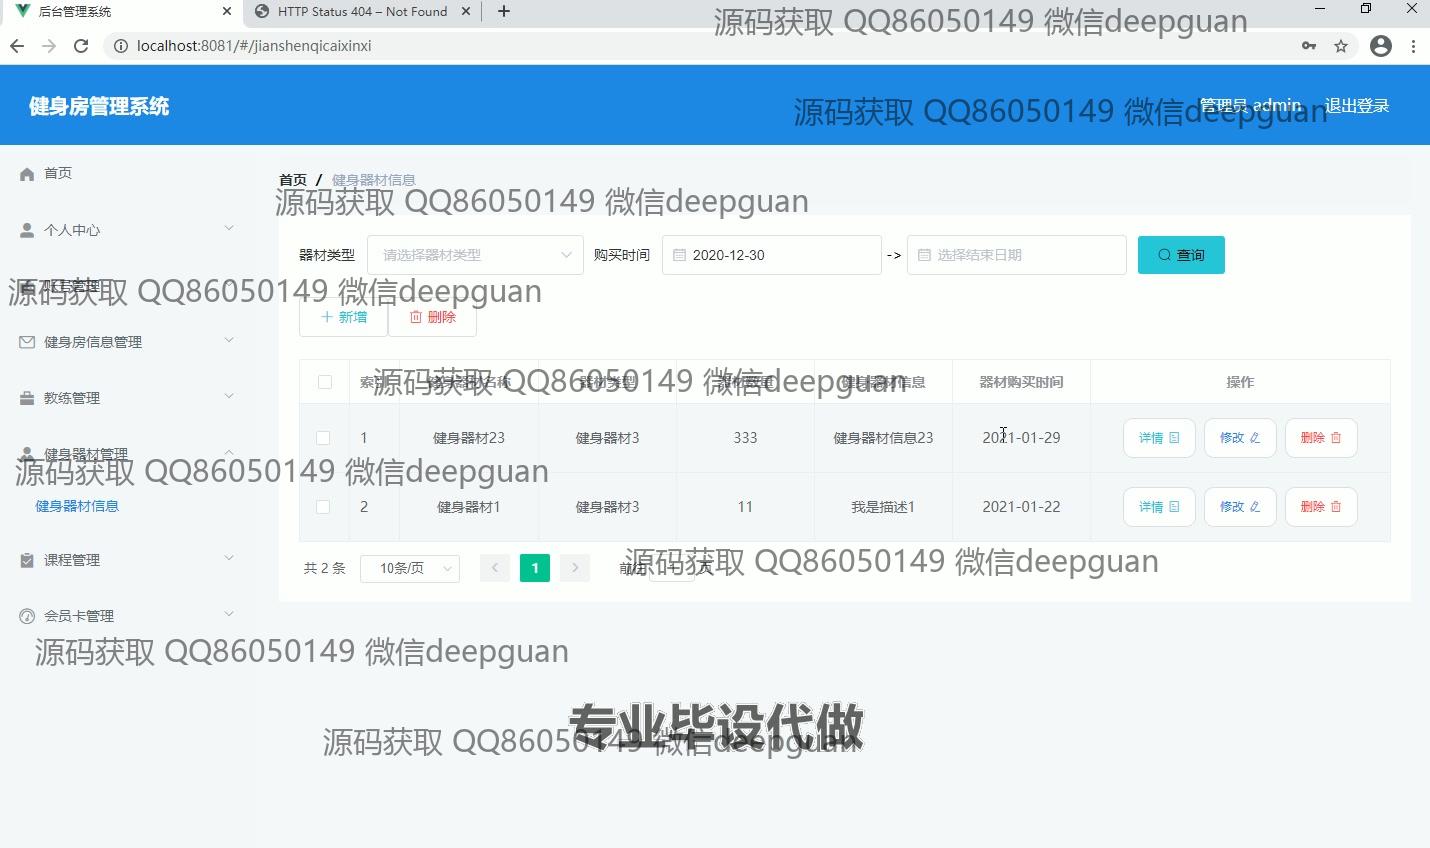 后台管理系统
HTTP Status 404 – Not Found
源码获取 QQ86050149 微信deepguan
localhost:8081/#/jianshenqicaixinxi
健身房管理系统
管理员 admin
退出登录
源码获取 QQ86050149 微信deepguan
首页
首页 / 健身器材信息
源码获取 QQ86050149 微信deepguan
个人中心
器材类型 请选择器材类型 购买时间 2020-12-30 -> 选择结束日期 查询
源码获取 QQ86050149 微信deepguan
新增 删除
健身房信息管理
源码获取 QQ86050149 微信deepguan
健身器材名称 器材类型 器材数量 健身器材信息 器材购买时间 操作
教练管理
1 健身器材23 健身器材3 333 健身器材信息23 2021-01-29 详情 修改 删除
健身器材管理
源码获取 QQ86050149 微信deepguan
健身器材信息
2 健身器材1 健身器材3 11 我是描述1 2021-01-22 详情 修改 删除
课程管理
共 2 条 10条/页 1 前往 页
源码获取 QQ86050149 微信deepguan
会员卡管理
源码获取 QQ86050149 微信deepguan
专业毕设代做
源码获取 QQ86050149 微信deepguan